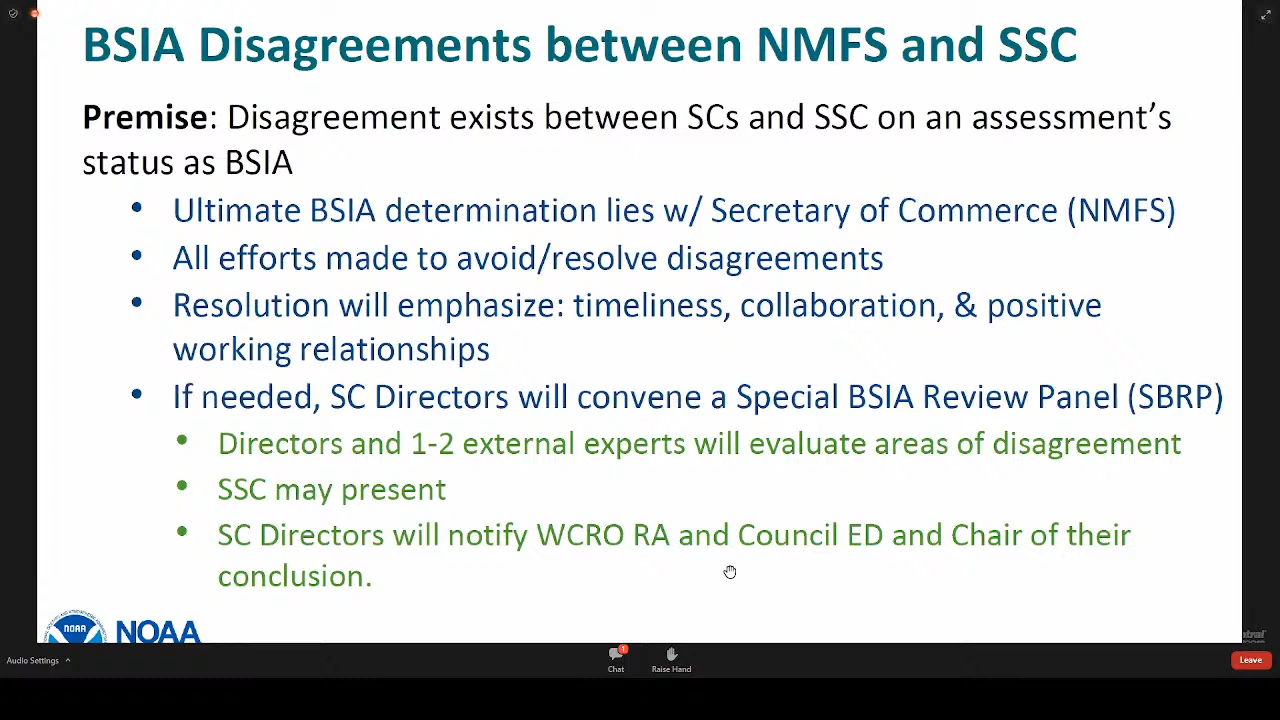 BSIA Disagreements between NMFS and SSC
Premise: Disagreement exists between SCs and SSC on an assessment's
status as BSIA
• Ultimate BSIA determination lies w/ Secretary of Commerce (NMFS)
• All efforts made to avoid/resolve disagreements
• Resolution will emphasize: timeliness, collaboration, & positive
working relationships
• If needed, SC Directors will convene a Special BSIA Review Panel (SBRP)
• Directors and 1-2 external experts will evaluate areas of disagreement
• SSC may present
• SC Directors will notify WCRO RA and Council ED and Chair of their
conclusion.
NOAA
NOAA
Audio Settings
1
Chat
Raise Hand
Leave